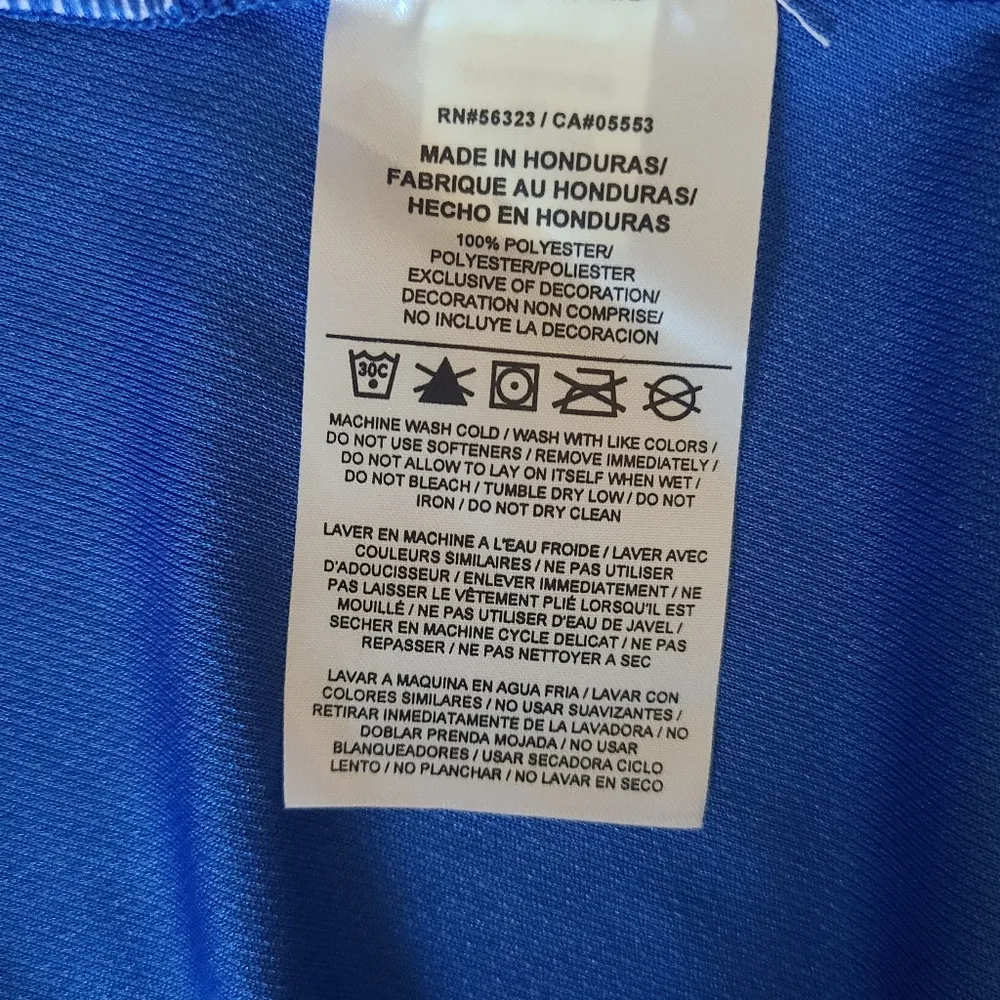 RN#56323 / CA#05553
MADE IN HONDURAS/
FABRIQUE AU HONDURAS/
HECHO EN HONDURAS
100% POLYESTER/
POLYESTER/POLIESTER
EXCLUSIVE OF DECORATION/
DECORATION NON COMPRISE/
NO INCLUYE LA DECORACION
30C
MACHINE WASH COLD / WASH WITH LIKE COLORS /
DO NOT USE SOFTENERS / REMOVE IMMEDIATELY /
DO NOT ALLOW TO LAY ON ITSELF WHEN WET /
DO NOT BLEACH / TUMBLE DRY LOW / DO NOT
IRON / DO NOT DRY CLEAN
LAVER EN MACHINE A L'EAU FROIDE / LAVER AVEC
COULEURS SIMILAIRES / NE PAS UTILISER
D'ADOUCISSEUR / ENLEVER IMMEDIATEMENT / NE
PAS LAISSER LE VÊTEMENT PLIÉ LORSQU'IL EST
MOUILLÉ / NE PAS UTILISER D'EAU DE JAVEL /
SECHER EN MACHINE CYCLE DELICAT / NE PAS
REPASSER / NE PAS NETTOYER A SEC
LAVAR A MAQUINA EN AGUA FRIA / LAVAR CON
COLORES SIMILARES / NO USAR SUAVIZANTES /
RETIRAR INMEDIATAMENTE DE LA LAVADORA / NO
DOBLAR PRENDA MOJADA / NO USAR
BLANQUEADORES / USAR SECADORA CICLO
LENTO / NO PLANCHAR / NO LAVAR EN SECO